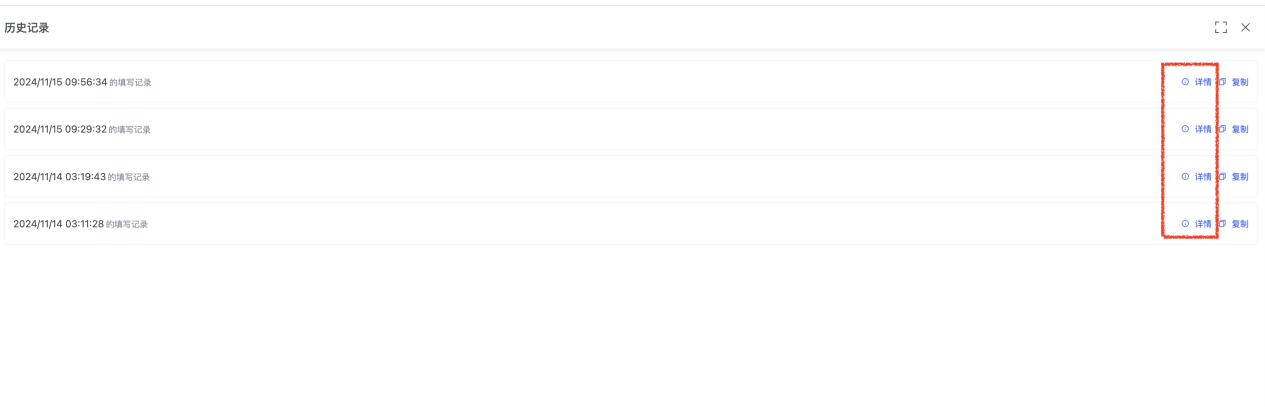 历史记录
2024/11/15 09:56:34 的填写记录 详情 复制
2024/11/15 09:29:32 的填写记录 详情 复制
2024/11/14 03:19:43 的填写记录 详情 复制
2024/11/14 03:11:28 的填写记录 详情 复制